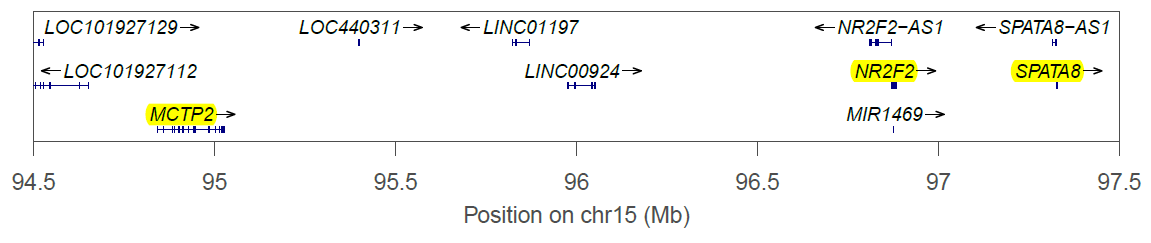 LOC101927129→ LOC440311→ ←LINC01197 ←NR2F2−AS1 ←SPATA8−AS1
←LOC101927112 LINC00924→ NR2F2→ SPATA8→
MCTP2→ MIR1469→
94.5 95 95.5 96 96.5 97 97.5
Position on chr15 (Mb)